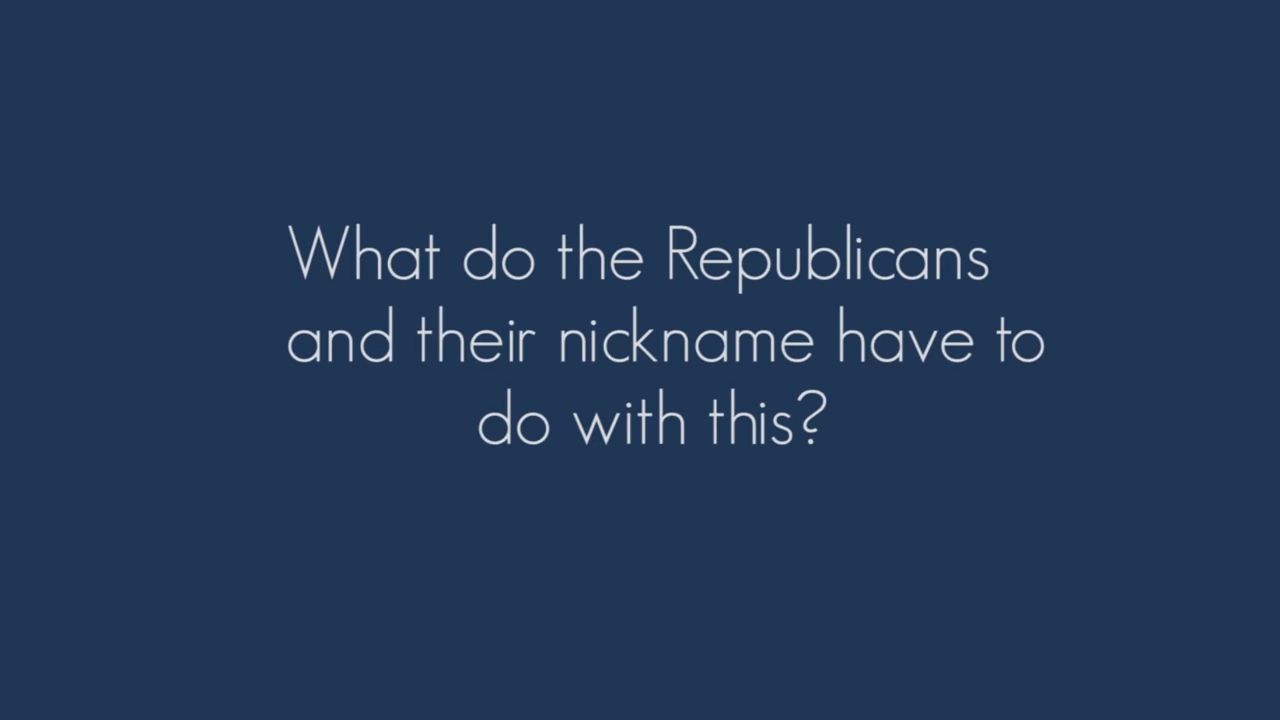 What do the Republicans
and their nickname have to
do with this?